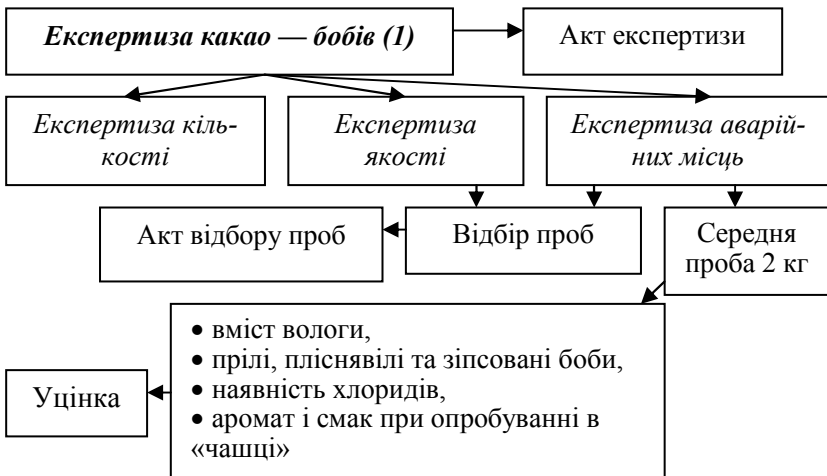 Експертиза какао — бобів (1)
Акт експертизи
Експертиза кіль-
кості
Експертиза
якості
Експертиза аварій-
них місць
Акт відбору проб
Відбір проб
Середня
проба 2 кг
Уцінка
• вміст вологи,
• прілі, пліснявілі та зіпсовані боби,
• наявність хлоридів,
• аромат і смак при опробуванні в
«чашці»